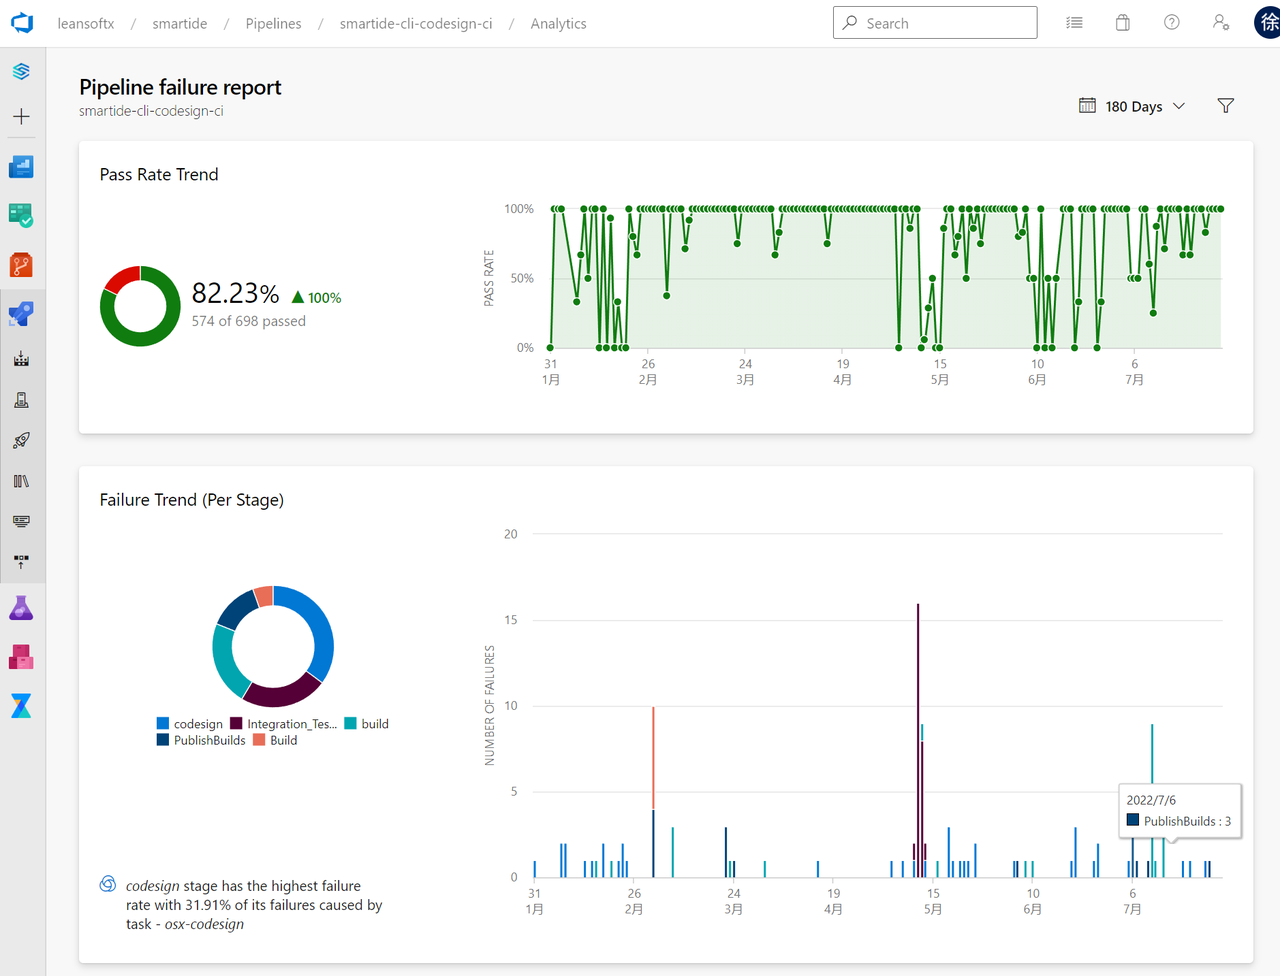 leansoftx / smartide / Pipelines / smartide-cli-codesign-ci / Analytics
Search
徐
Pipeline failure report
smartide-cli-codesign-ci
180 Days
Pass Rate Trend
82.23% 100%
574 of 698 passed
PASS RATE
100%
50%
0%
31 26 24 19 15 10 6
1月 2月 3月 4月 5月 6月 7月
Failure Trend (Per Stage)
codesign Integration_Tes... build
PublishBuilds Build
codesign stage has the highest failure
rate with 31.91% of its failures caused by
task - osx-codesign
NUMBER OF FAILURES
20
15
10
5
0
2022/7/6
PublishBuilds : 3
31 26 24 19 15 10 6
1月 2月 3月 4月 5月 6月 7月